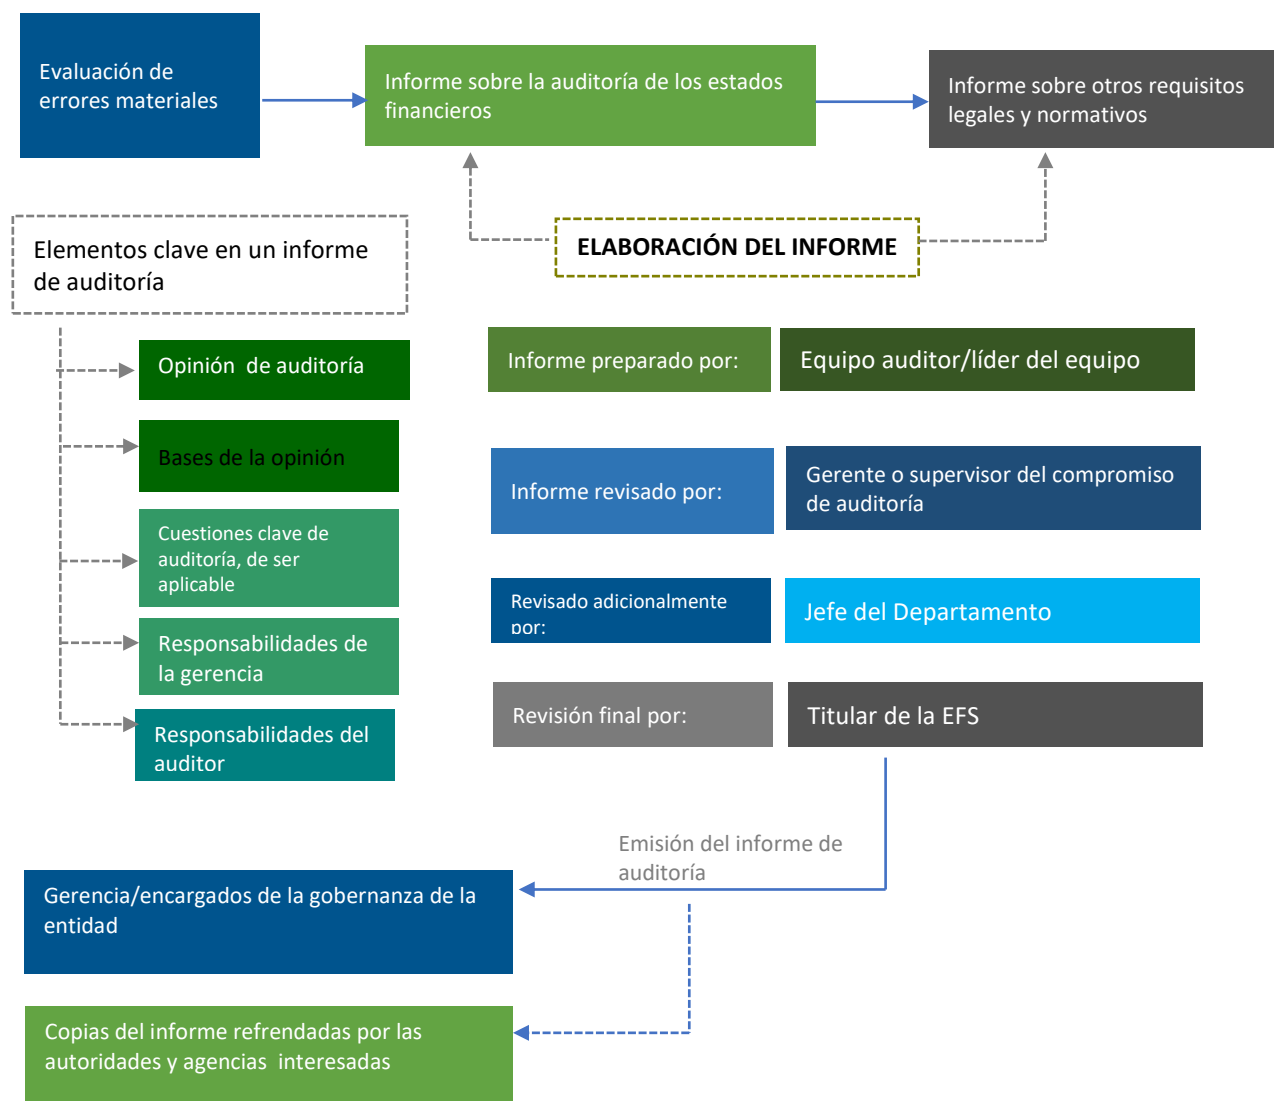 Evaluación de
errores materiales
Informe sobre la auditoría de los estados
financieros
Informe sobre otros requisitos
legales y normativos
ELABORACIÓN DEL INFORME
Elementos clave en un informe
de auditoría
Opinión de auditoría
Bases de la opinión
Cuestiones clave de
auditoría, de ser
aplicable
Responsabilidades de
la gerencia
Responsabilidades del
auditor
Informe preparado por:
Equipo auditor/líder del equipo
Informe revisado por:
Gerente o supervisor del compromiso
de auditoría
Revisado adicionalmente
por:
Jefe del Departamento
Revisión final por:
Titular de la EFS
Emisión del informe de
auditoría
Gerencia/encargados de la gobernanza de la
entidad
Copias del informe refrendadas por las
autoridades y agencias interesadas